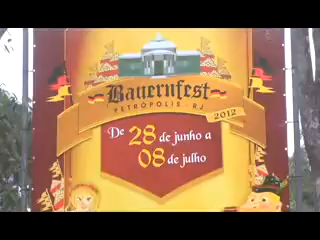 Bauernfest
PETRÓPOLIS - RJ
2012
De 28 de junho a
08 de julho